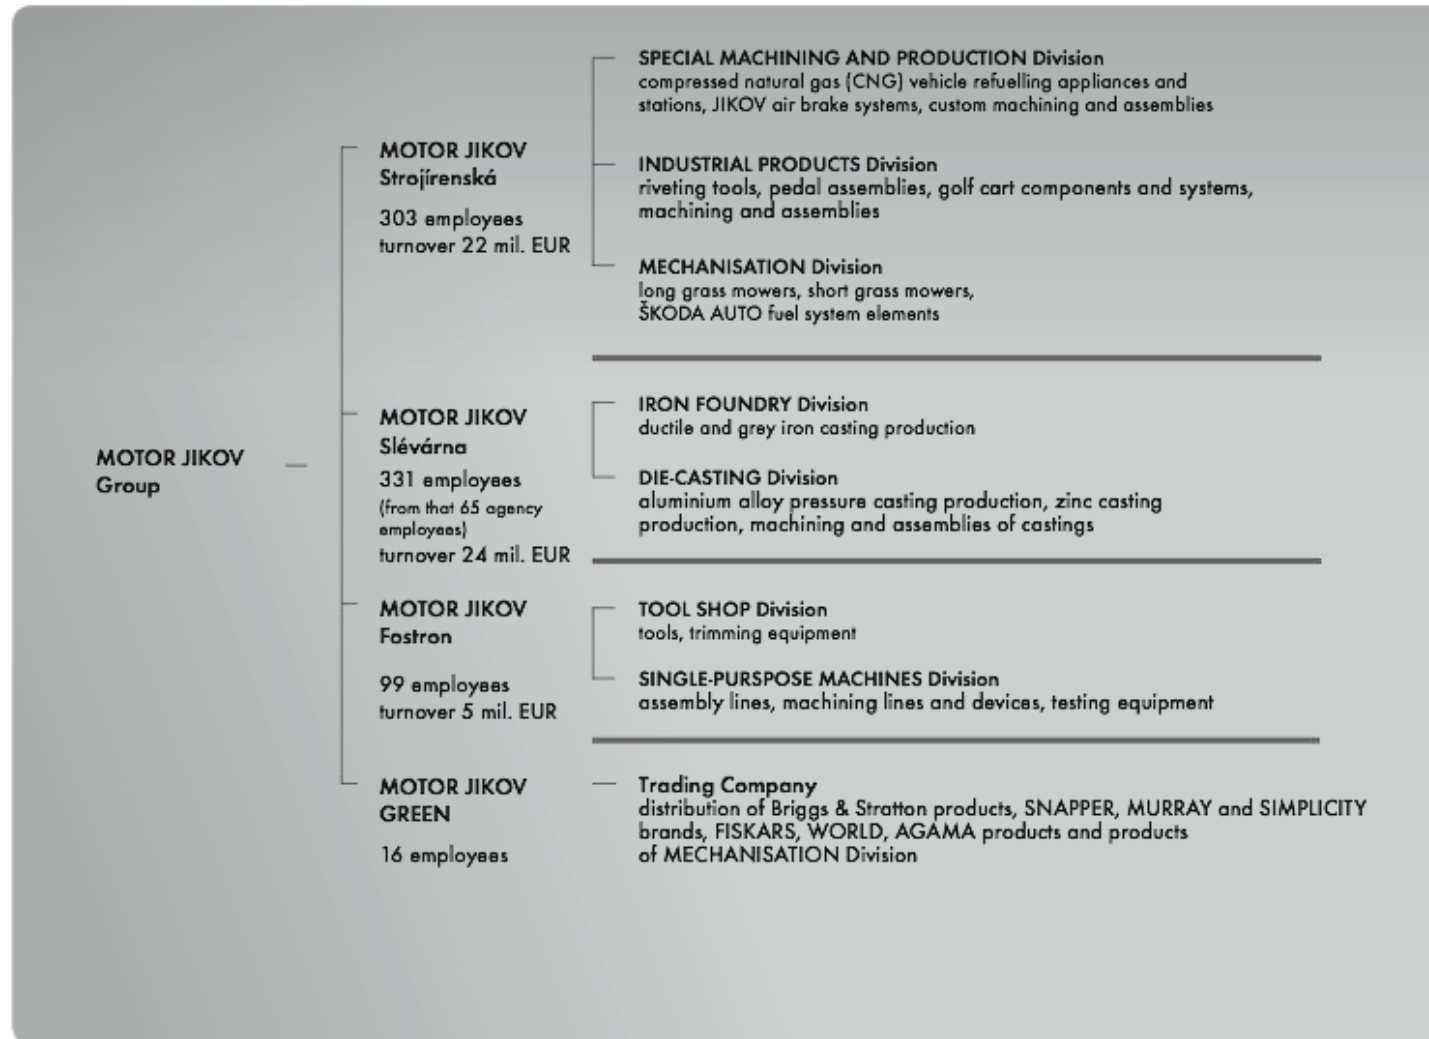 MOTOR JIKOV
Group
MOTOR JIKOV
Strojírenská
303 employees
turnover 22 mil. EUR
SPECIAL MACHINING AND PRODUCTION Division
compressed natural gas (CNG) vehicle refuelling appliances and
stations, JIKOV air brake systems, custom machining and assemblies
INDUSTRIAL PRODUCTS Division
riveting tools, pedal assemblies, golf cart components and systems,
machining and assemblies
MECHANISATION Division
long grass mowers, short grass mowers,
ŠKODA AUTO fuel system elements
MOTOR JIKOV
Slévárna
331 employees
(from that 65 agency
employees)
turnover 24 mil. EUR
IRON FOUNDRY Division
ductile and grey iron casting production
DIE-CASTING Division
aluminium alloy pressure casting production, zinc casting
production, machining and assemblies of castings
MOTOR JIKOV
Fostron
99 employees
turnover 5 mil. EUR
TOOL SHOP Division
tools, trimming equipment
SINGLE-PURSPOSE MACHINES Division
assembly lines, machining lines and devices, testing equipment
MOTOR JIKOV
GREEN
16 employees
Trading Company
distribution of Briggs & Stratton products, SNAPPER, MURRAY and SIMPLICITY
brands, FISKARS, WORLD, AGAMA products and products
of MECHANISATION Division